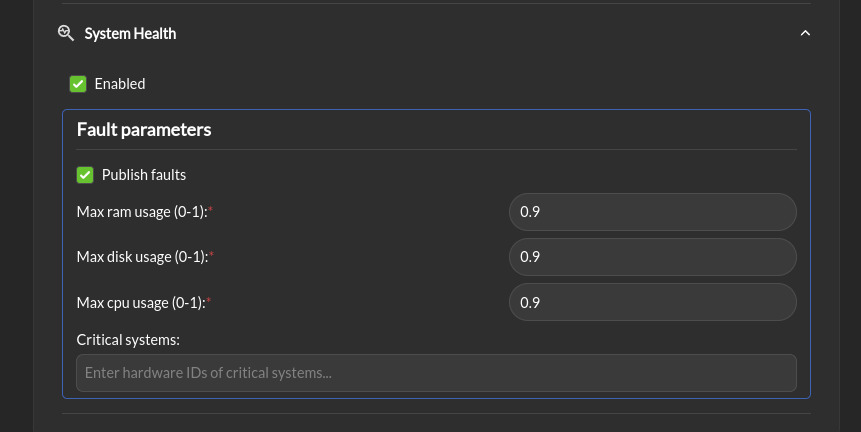 System Health
Enabled
Fault parameters
Publish faults
Max ram usage (0-1):* 0.9
Max disk usage (0-1):* 0.9
Max cpu usage (0-1):* 0.9
Critical systems:
Enter hardware IDs of critical systems...